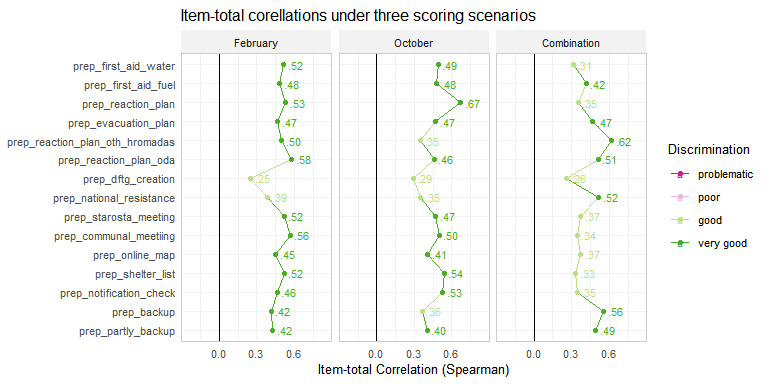 Item-total corellations under three scoring scenarios
February October Combination
prep_first_aid_water .52 .49 .31
prep_first_aid_fuel .48 .48 .42
prep_reaction_plan .53 .67 .35
prep_evacuation_plan .47 .47 .47
prep_reaction_plan_oth_hromadas .50 .35 .62
prep_reaction_plan_oda .58 .46 .51
prep_dftg_creation .25 .29 .26
prep_national_resistance .39 .35 .52
prep_starosta_meeting .52 .47 .37
prep_communal_meetiing .56 .50 .34
prep_online_map .45 .41 .37
prep_shelter_list .52 .54 .33
prep_notification_check .46 .53 .35
prep_backup .42 .36 .56
prep_partly_backup .42 .40 .49
0.0 0.3 0.6 0.0 0.3 0.6 0.0 0.3 0.6
Item-total Correlation (Spearman)
Discrimination
problematic
poor
good
very good